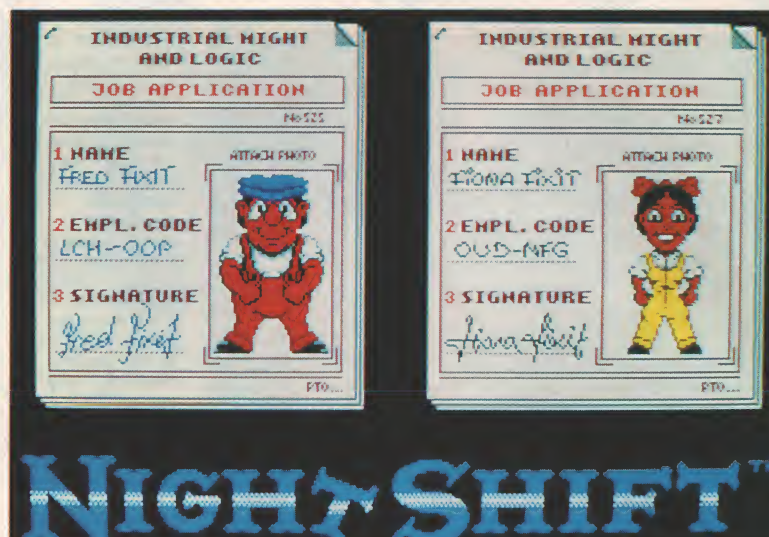 INDUSTRIAL MIGHT
AND LOGIC
JOB APPLICATION
No 525
1 NAME
ATTACH PHOTO
FRED FIXIT
2 EMPL. CODE
LCH-OOP
3 SIGNATURE
Fred Fixit
PTO...
INDUSTRIAL MIGHT
AND LOGIC
JOB APPLICATION
No 527
1 NAME
ATTACH PHOTO
FIONA FIXIT
2 EMPL. CODE
OUD-NFG
3 SIGNATURE
Fiona Fixit
PTO...
NIGHT SHIFT™